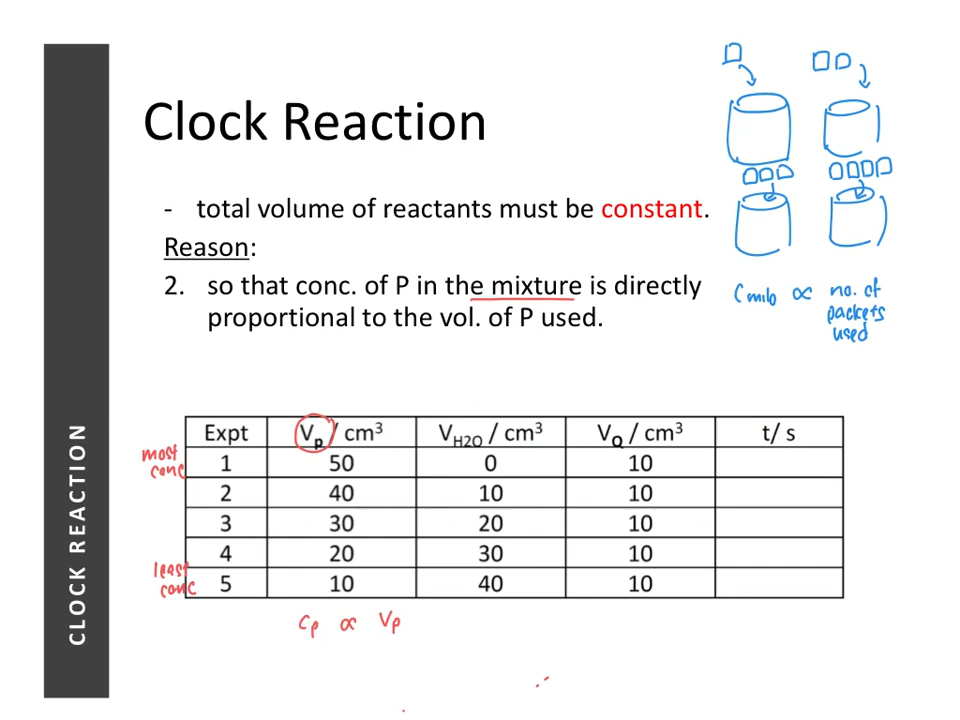 Clock Reaction
- total volume of reactants must be constant.
Reason:
2. so that conc. of P in the mixture is directly
proportional to the vol. of P used.
no. of
packets
used
∝
Expt Vp / cm³ VH2O / cm³ VQ / cm³ t/ s
most
conc
1 50 0 10
2 40 10 10
3 30 20 10
4 20 30 10
least
conc
5 10 40 10
Cp ∝ Vp
CLOCK REACTION